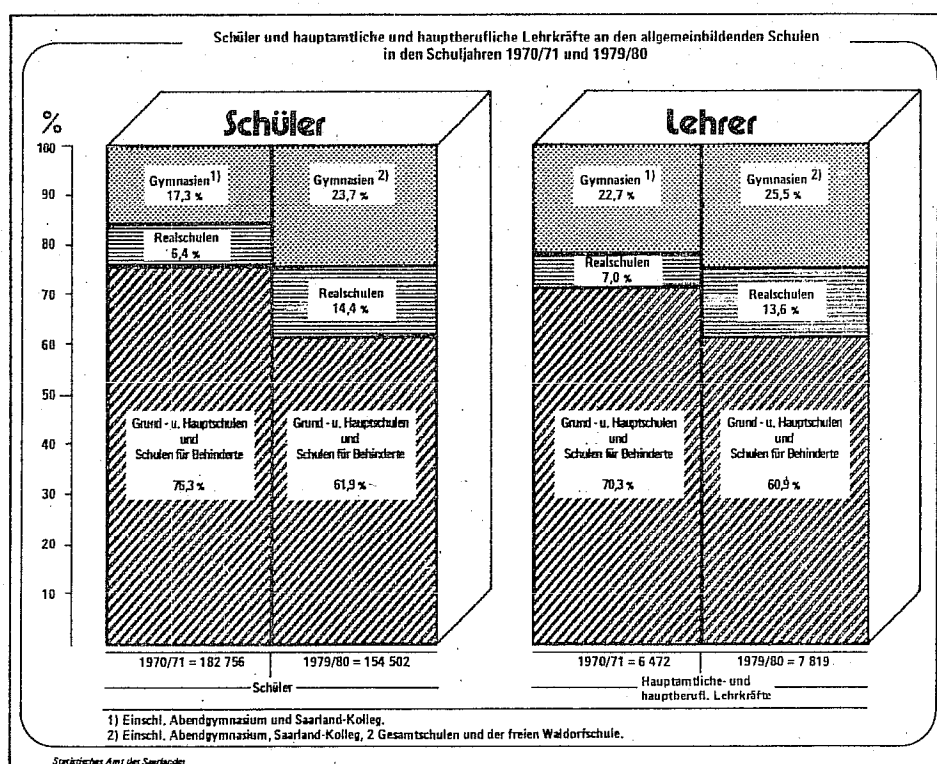 Schüler und hauptamtliche und hauptberufliche Lehrkräfte an den allgemeinbildenden Schulen
in den Schuljahren 1970/71 und 1979/80
%
100
90
80
70
60
50
40
30
20
10
Schüler
Gymnasien 1)
17,3 %
Realschulen
6,4 %
Grund - u. Hauptschulen
und
Schulen für Behinderte
76,3 %
Gymnasien 2)
23,7 %
Realschulen
14,4 %
Grund - u. Hauptschulen
und
Schulen für Behinderte
61,9 %
1970/71 = 182 756
1979/80 = 154 502
Schüler
Lehrer
Gymnasien 1)
22,7 %
Realschulen
7,0 %
Grund - u. Hauptschulen
und
Schulen für Behinderte
70,3 %
Gymnasien 2)
25,5 %
Realschulen
13,6 %
Grund - u. Hauptschulen
und
Schulen für Behinderte
60,9 %
1970/71 = 6 472
1979/80 = 7 819
Hauptamtliche- und
hauptberufl. Lehrkräfte
1) Einschl. Abendgymnasium und Saarland-Kolleg.
2) Einschl. Abendgymnasium, Saarland-Kolleg, 2 Gesamtschulen und der freien Waldorfschule.
Statistisches Amt des Saarlandes